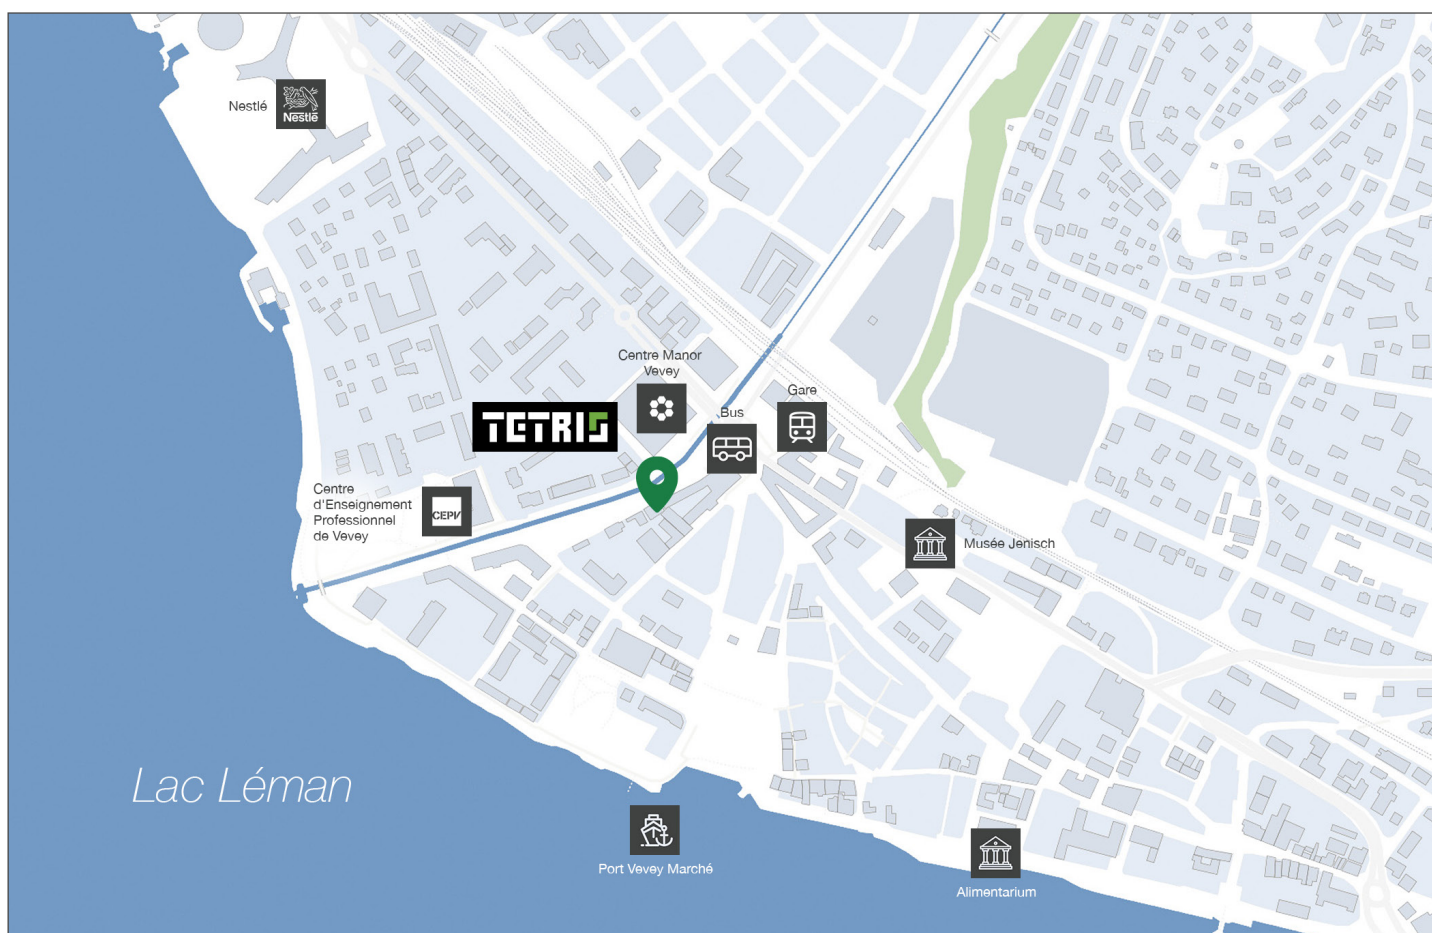 Nestlé
Nestlé
Centre Manor
Vevey
Gare
TETRIS
Bus
Centre
d'Enseignement
Professionnel
de Vevey
CEPV
Musée Jenisch
Lac Léman
Port Vevey Marché
Alimentarium